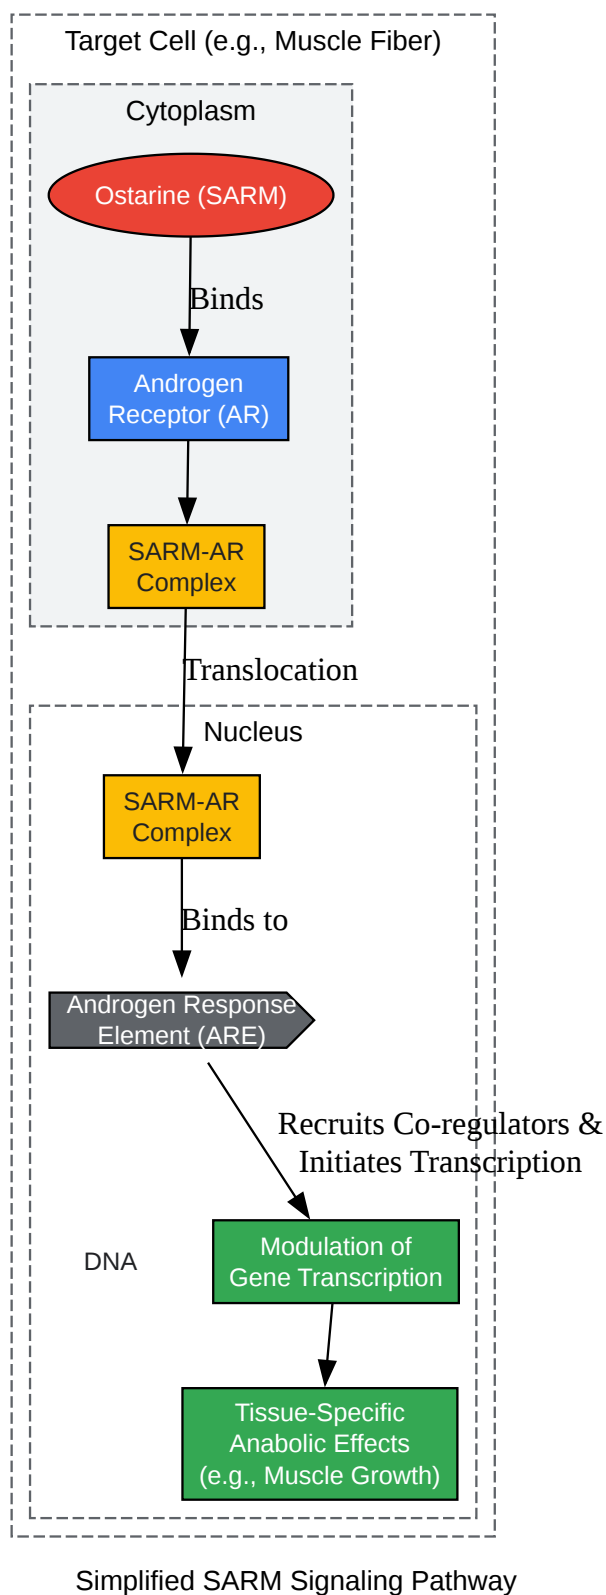 Target Cell (e.g., Muscle Fiber)
Cytoplasm
Ostarine (SARM)
Binds
Androgen
Receptor (AR)
SARM-AR
Complex
Translocation
Nucleus
SARM-AR
Complex
Binds to
Androgen Response
Element (ARE)
Recruits Co-regulators &
Initiates Transcription
Modulation of
Gene Transcription
DNA
Tissue-Specific
Anabolic Effects
(e.g., Muscle Growth)
Simplified SARM Signaling Pathway